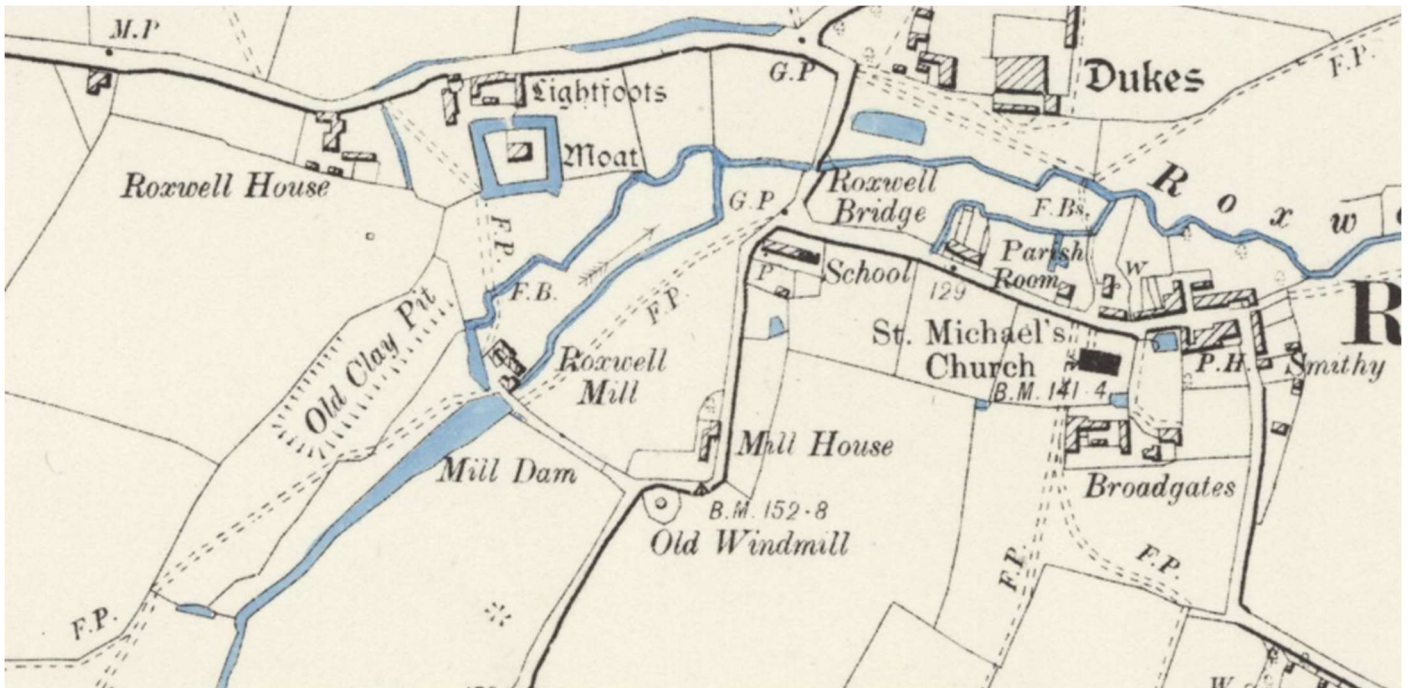 M.P
G.P
Dukes
F.P.
Lightfoots
Moat
Roxwell House
Roxwell
Bridge
G.P
F.Bs.
R o x w
F.P.
School
P
Parish
Room
W
129
F.B.
F.P.
Old Clay Pit
Roxwell
Mill
St. Michael's
Church
B.M. 141·4
P.H.
Smithy
R
Mill Dam
Mill House
B.M. 152·8
Old Windmill
Broadgates
F.P.
F.P.
F.P.
W